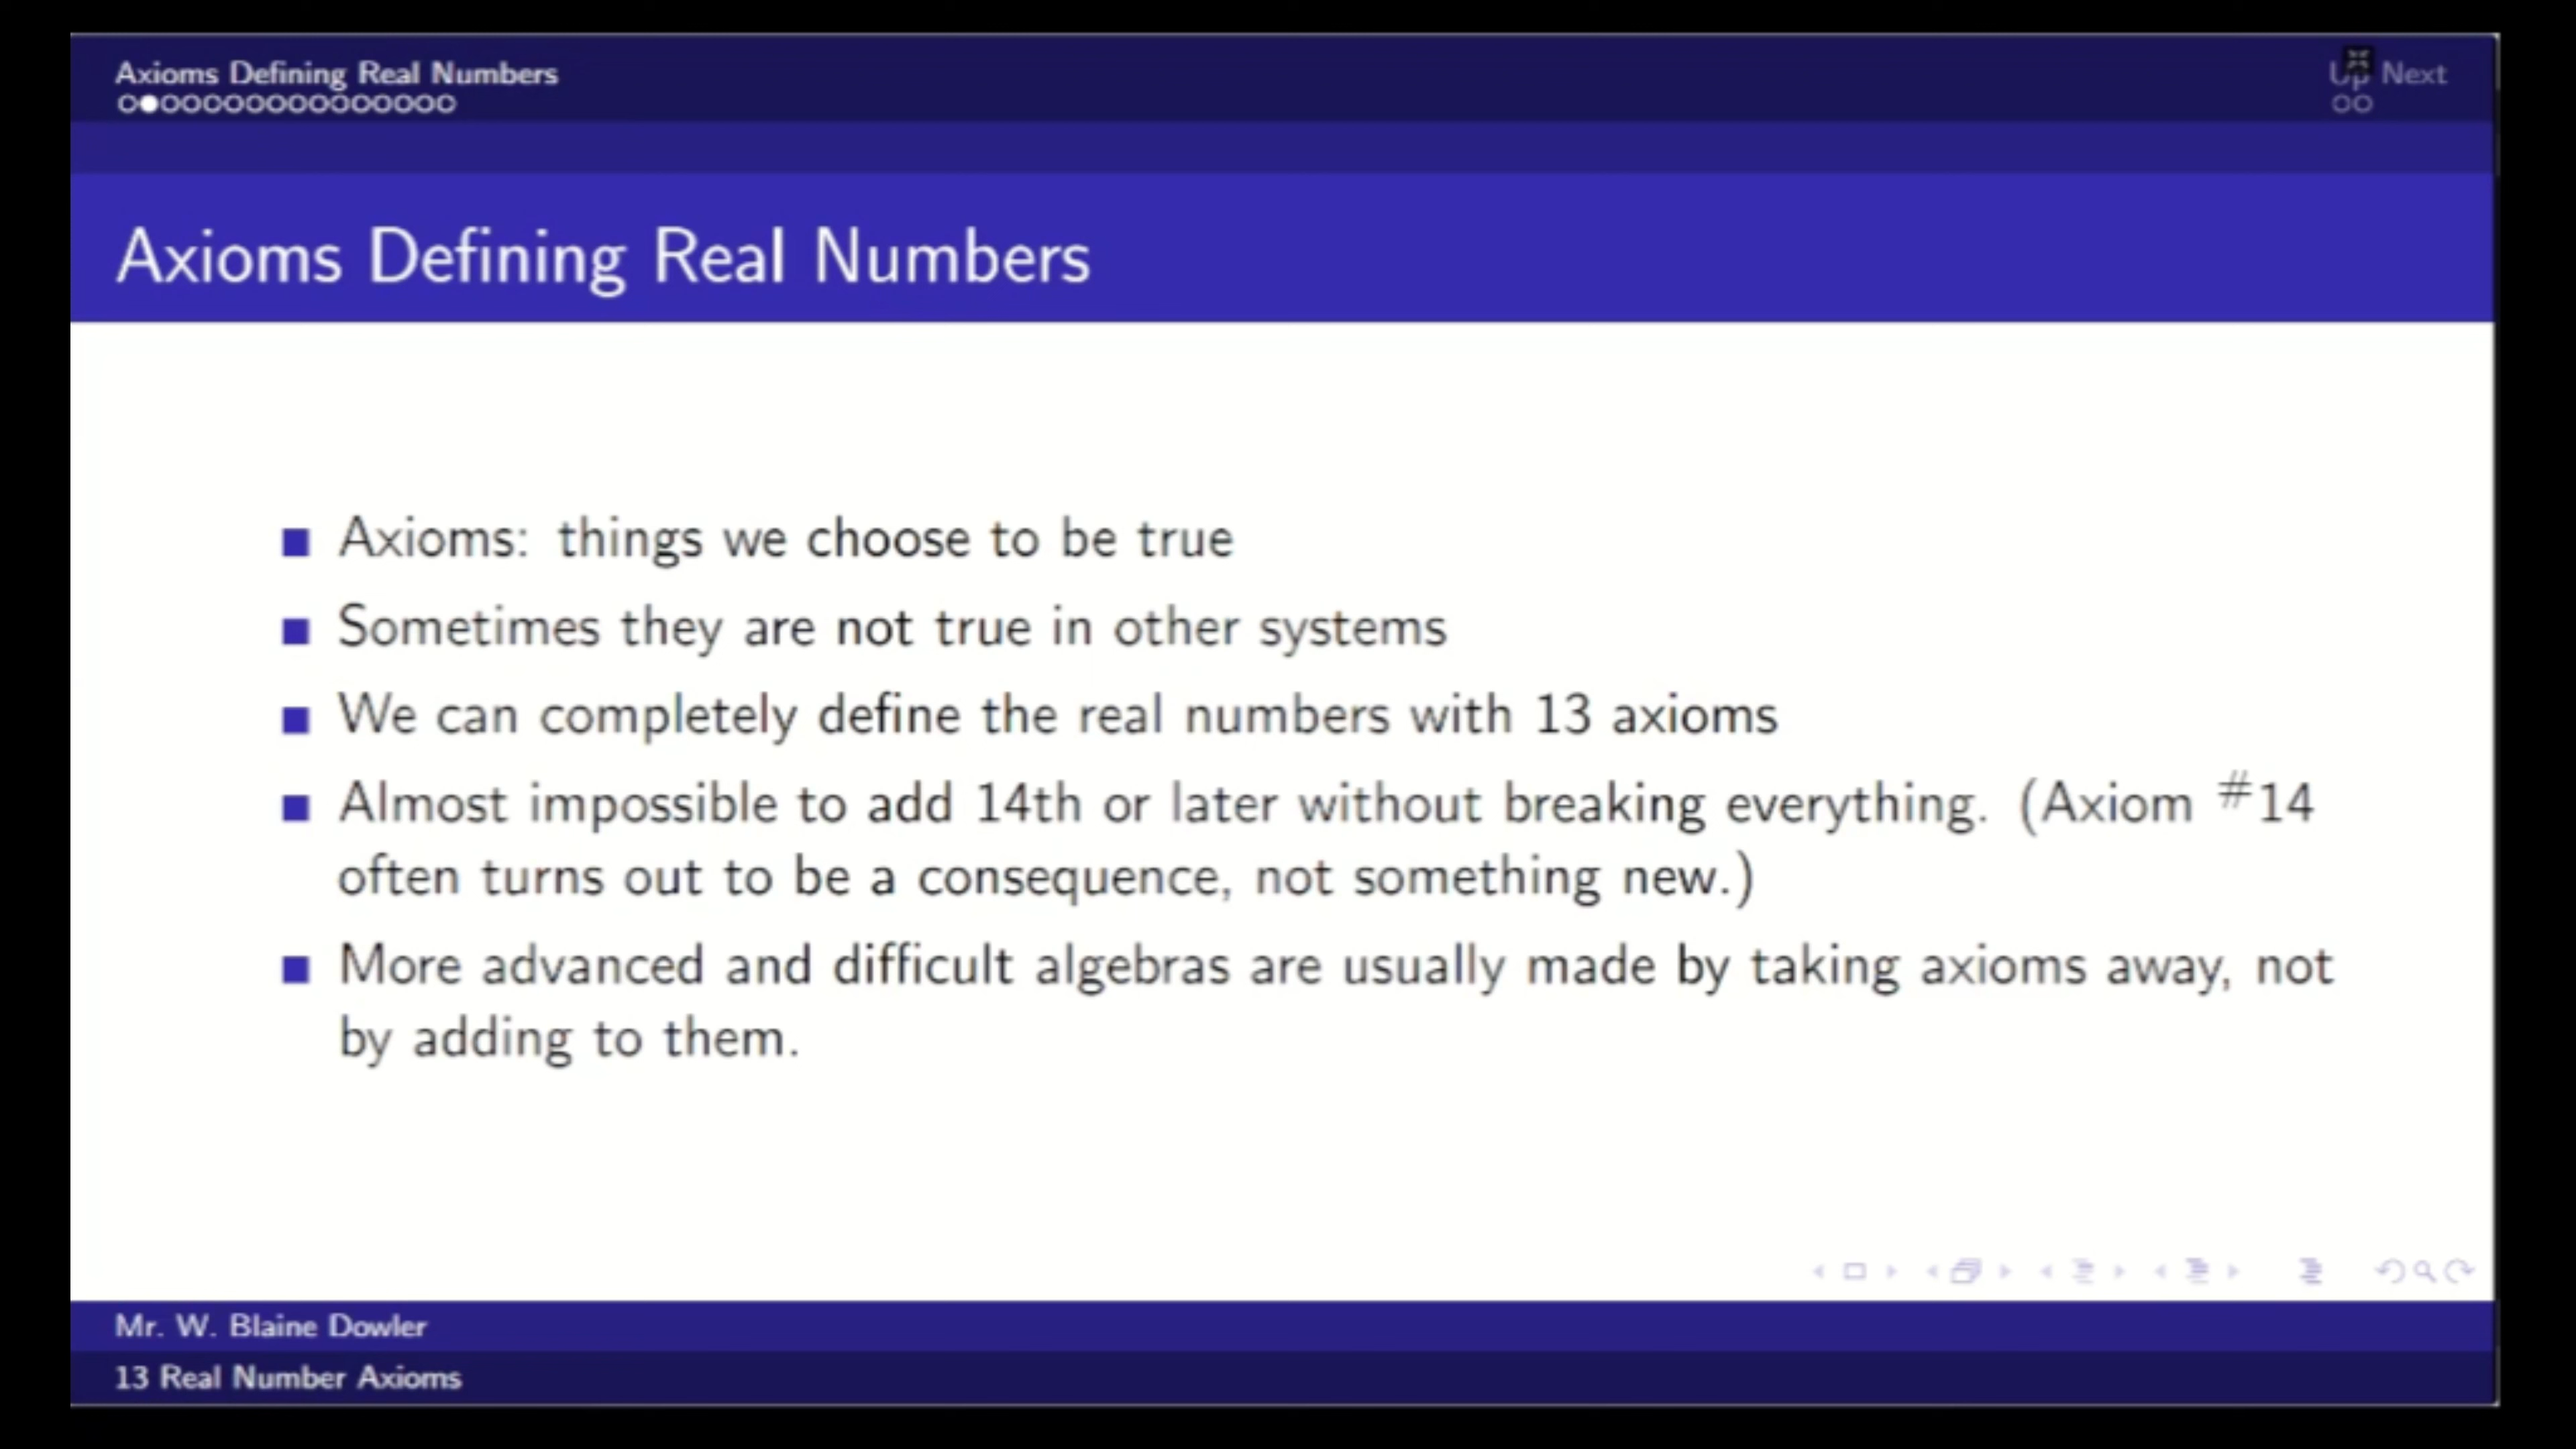 Axioms Defining Real Numbers
Up Next
Axioms Defining Real Numbers
Axioms: things we choose to be true
Sometimes they are not true in other systems
We can completely define the real numbers with 13 axioms
Almost impossible to add 14th or later without breaking everything. (Axiom #14
often turns out to be a consequence, not something new.)
More advanced and difficult algebras are usually made by taking axioms away, not
by adding to them.
Mr. W. Blaine Dowler
13 Real Number Axioms